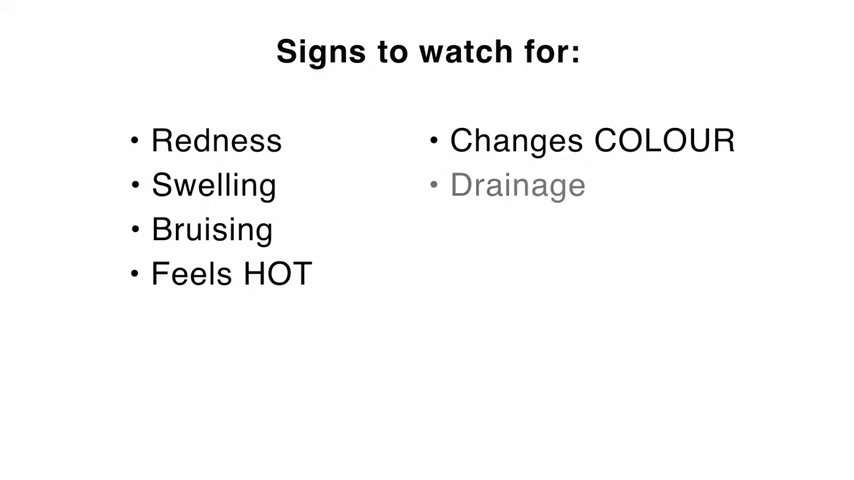 Signs to watch for:
• Redness
• Swelling
• Bruising
• Feels HOT
• Changes COLOUR
• Drainage